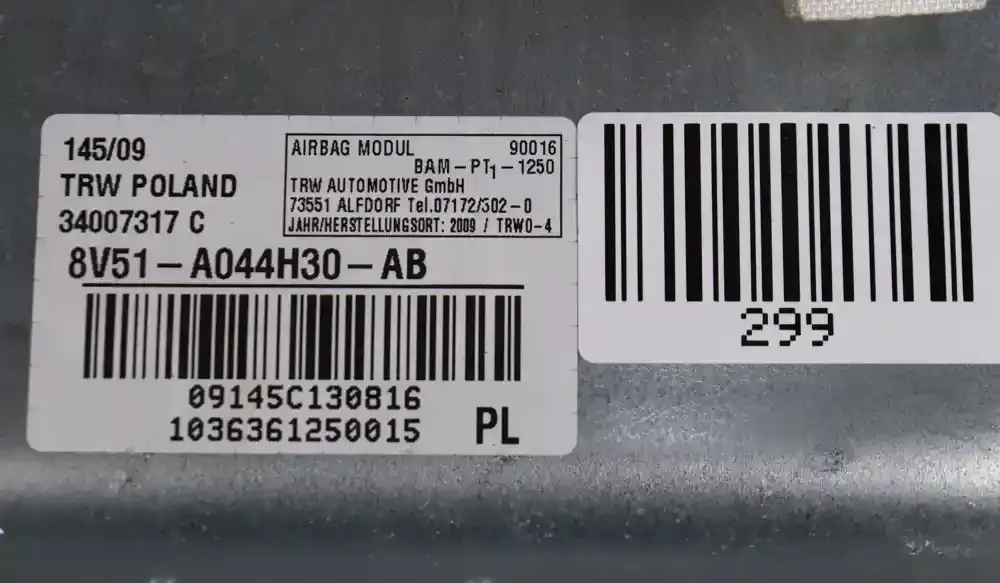 145/09
TRW POLAND
34007317 C
AIRBAG MODUL 90016
BAM-PT1-1250
TRW AUTOMOTIVE GmbH
73551 ALFDORF Tel.07172/302-0
JAHR/HERSTELLUNGSORT: 2009 / TRWO-4
8V51-A044H30-AB
09145C130816
1036361250015 PL
299